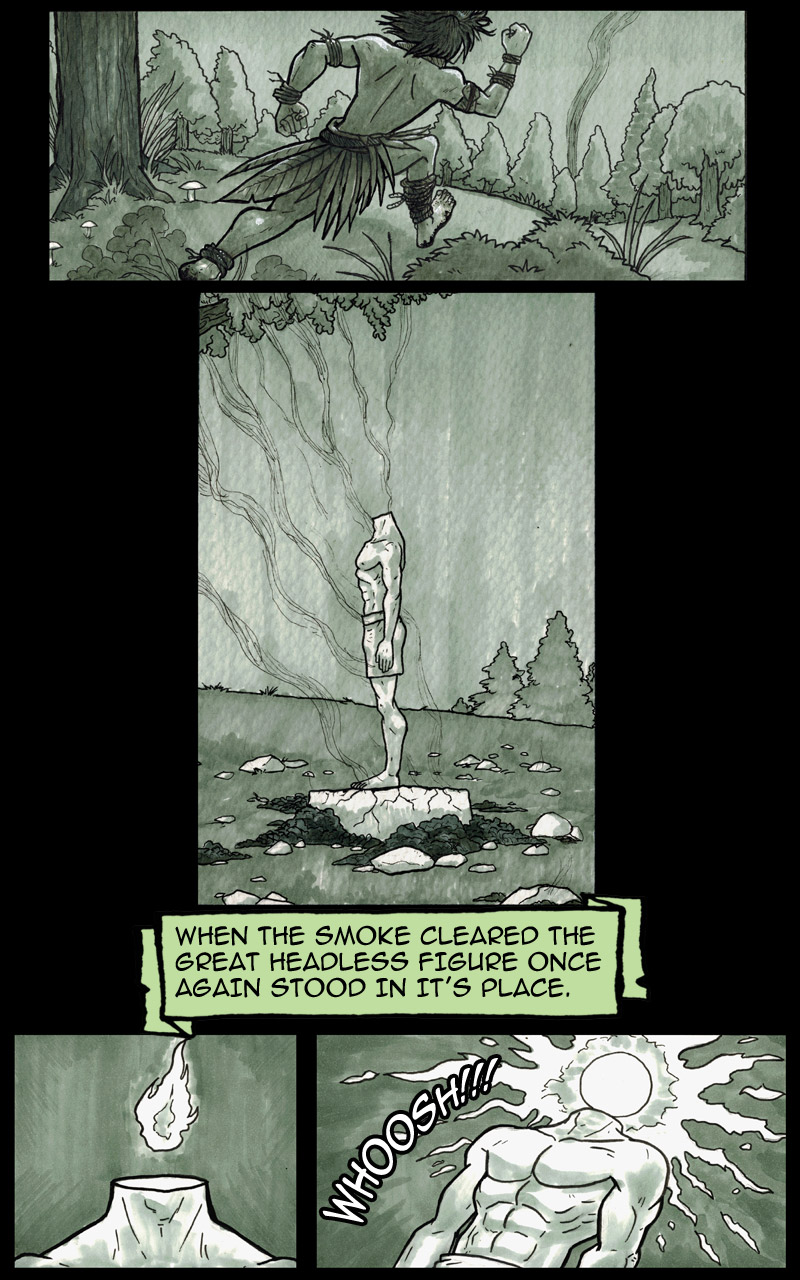 WHEN THE SMOKE CLEARED THE
GREAT HEADLESS FIGURE ONCE
AGAIN STOOD IN IT'S PLACE.
WHOOSH!!!